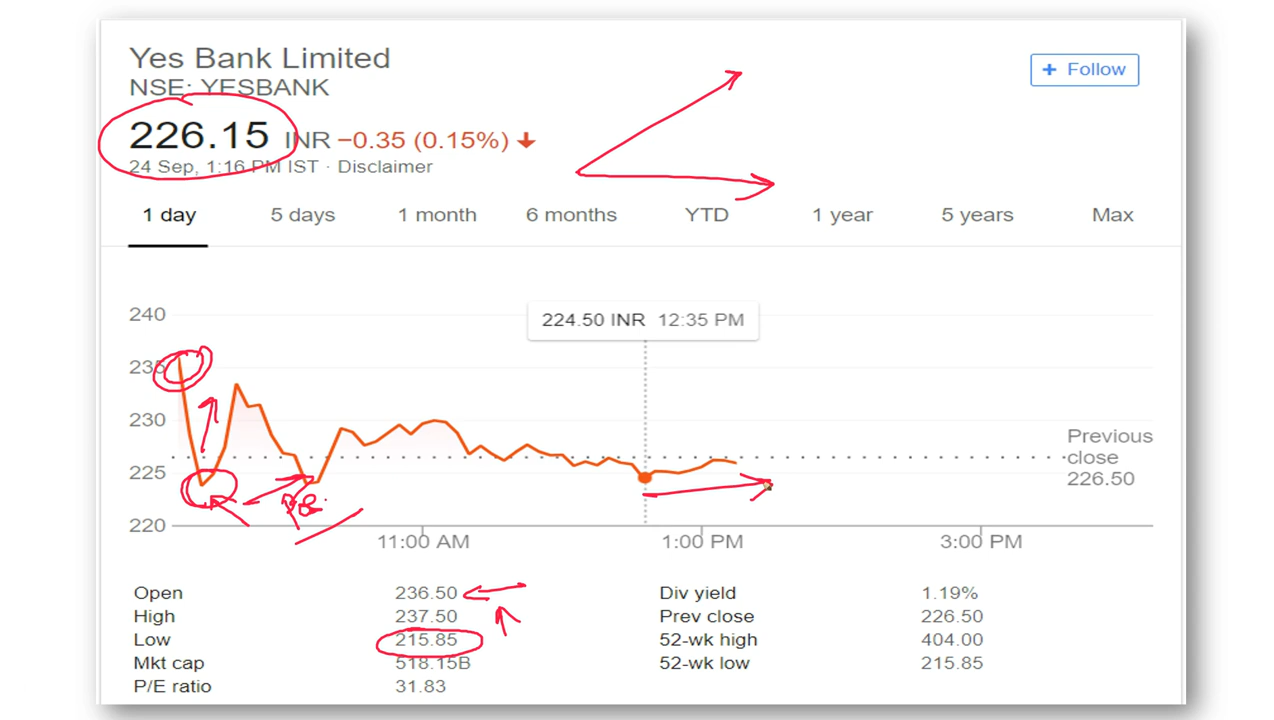 Yes Bank Limited
NSE: YESBANK
+ Follow
226.15 INR −0.35 (0.15%)
24 Sep, 1:16 PM IST · Disclaimer
1 day 5 days 1 month 6 months YTD 1 year 5 years Max
224.50 INR 12:35 PM
240
235
230
225
220
Previous
close
226.50
11:00 AM 1:00 PM 3:00 PM
Open 236.50 Div yield 1.19%
High 237.50 Prev close 226.50
Low 215.85 52-wk high 404.00
Mkt cap 518.15B 52-wk low 215.85
P/E ratio 31.83